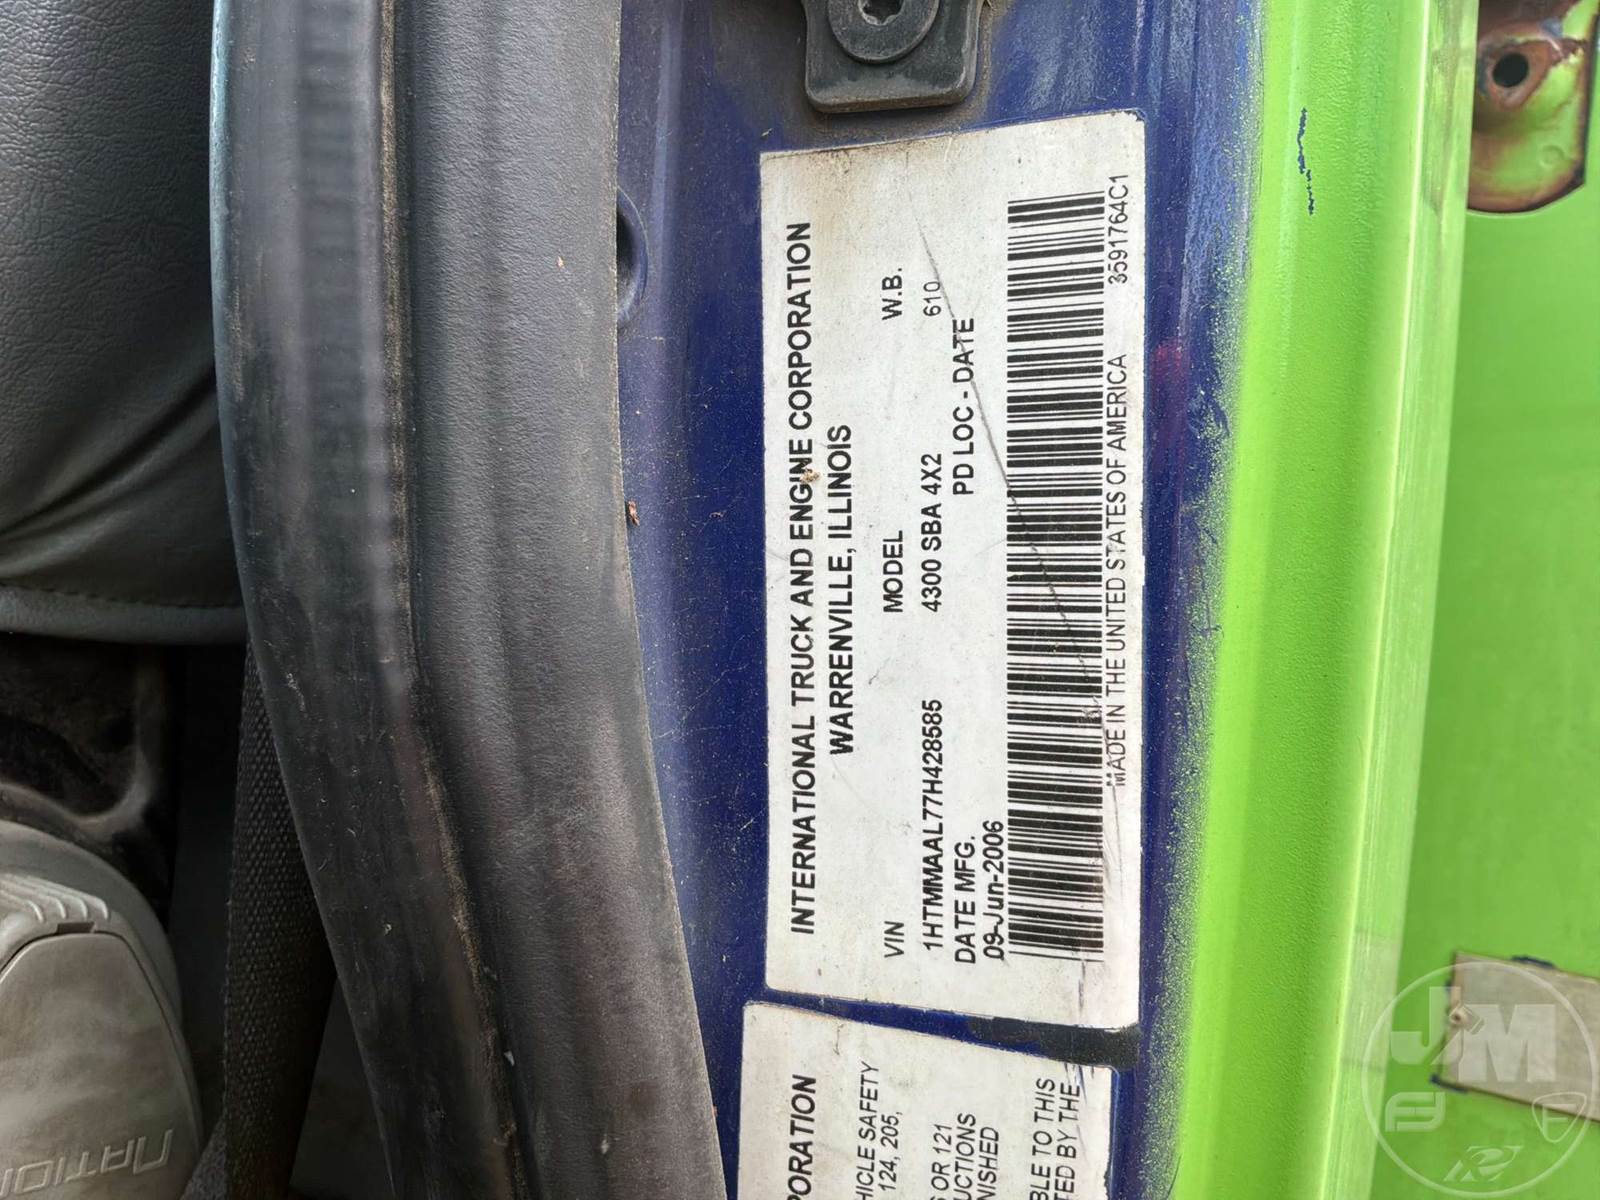 INTERNATIONAL TRUCK AND ENGINE CORPORATION
WARRENVILLE, ILLINOIS
VIN MODEL W.B.
1HTMMAAL77H428585 4300 SBA 4X2 610
DATE MFG. PD LOC - DATE
09-Jun-2006
MADE IN THE UNITED STATES OF AMERICA 3591764C1
PORATION
HICLE SAFETY
124, 205,
S OR 121
UCTIONS
NISHED
BLE TO THIS
TED BY THE
NATION
JM